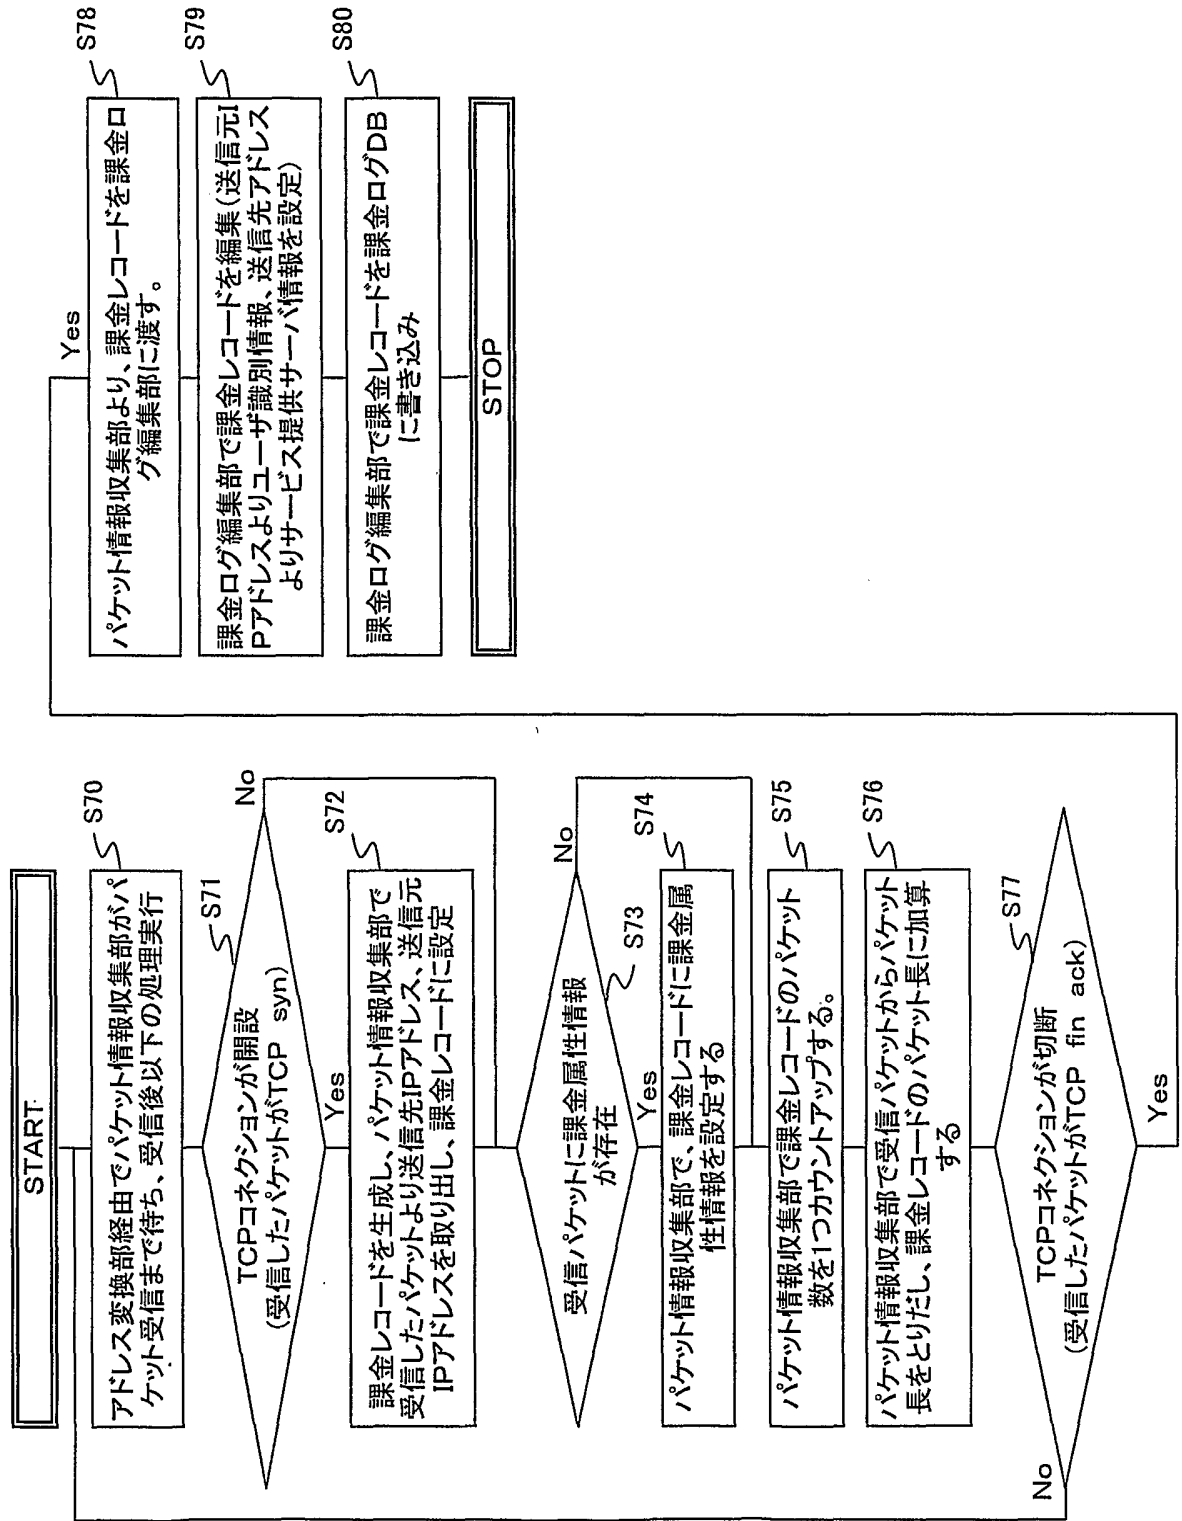 START
S70
アドレス変換部経由でパケット情報収集部がパ
ケット受信まで待ち、受信後以下の処理実行
S71
TCPコネクションが開設
(受信したパケットがTCP syn)
No
Yes
S72
課金レコードを生成し、パケット情報収集部で
受信したパケットより送信先IPアドレス、送信元
IPアドレスを取り出し、課金レコードに設定
受信パケットに課金属性情報
が存在
No
S73
Yes
S74
パケット情報収集部で、課金レコードに課金属
性情報を設定する
S75
パケット情報収集部で課金レコードのパケット
数を1つカウントアップする。
S76
パケット情報収集部で受信パケットからパケット
長をとりだし、課金レコードのパケット長に加算
する
S77
TCPコネクションが切断
(受信したパケットがTCP fin ack)
No
Yes
Yes
S78
パケット情報収集部より、課金レコードを課金ロ
グ編集部に渡す。
S79
課金ログ編集部で課金レコードを編集(送信元I
Pアドレスよりユーザ識別情報、送信先アドレス
よりサービス提供サーバ情報を設定)
S80
課金ログ編集部で課金レコードを課金ログDB
に書き込み
STOP